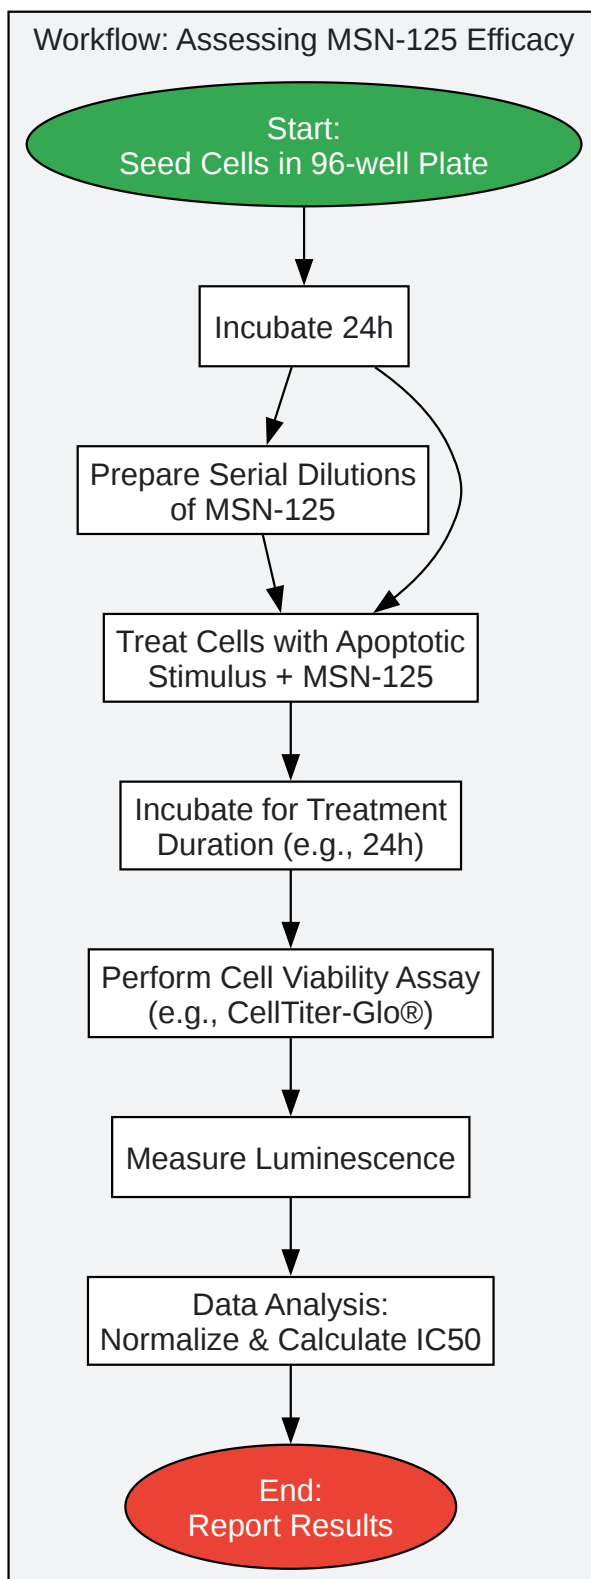 Workflow: Assessing MSN-125 Efficacy
Start:
Seed Cells in 96-well Plate
Incubate 24h
Prepare Serial Dilutions
of MSN-125
Treat Cells with Apoptotic
Stimulus + MSN-125
Incubate for Treatment
Duration (e.g., 24h)
Perform Cell Viability Assay
(e.g., CellTiter-Glo®)
Measure Luminescence
Data Analysis:
Normalize & Calculate IC50
End:
Report Results